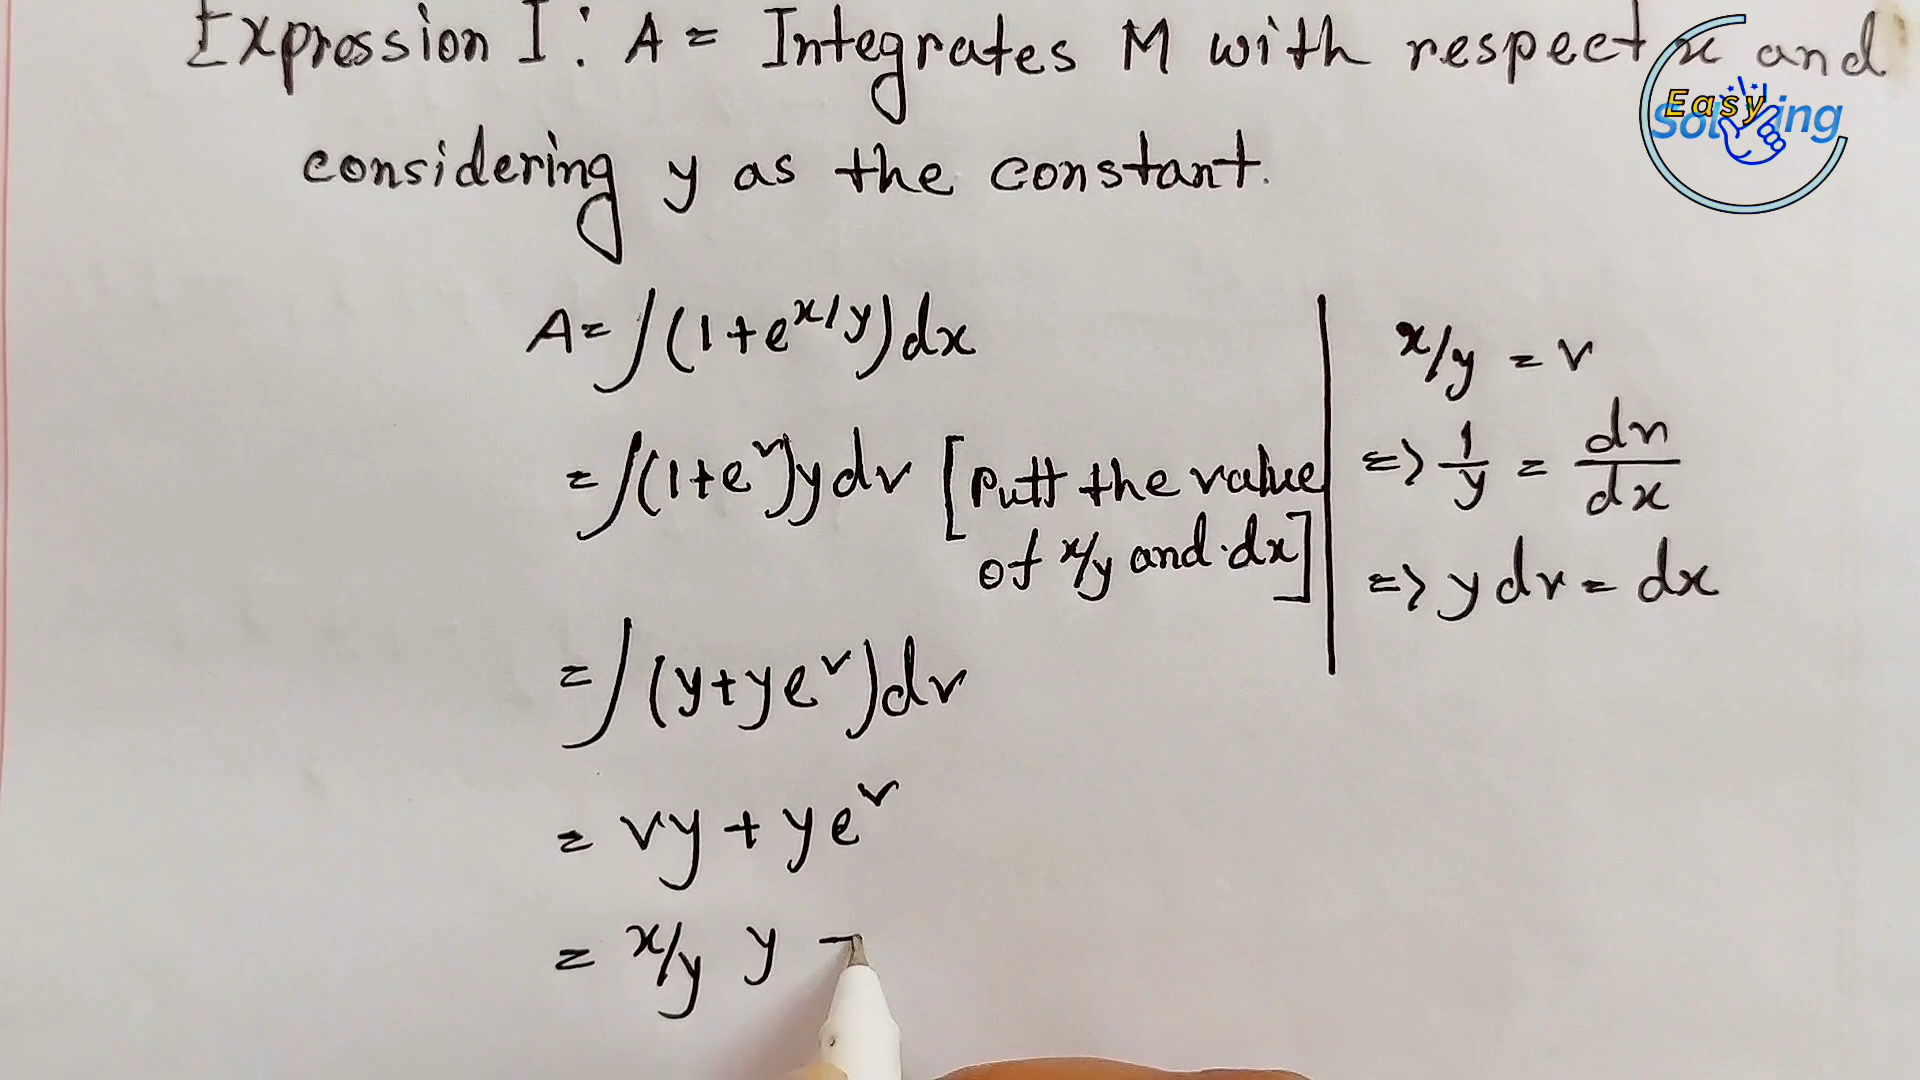 Expression I: A = Integrates M with respect x and
considering y as the constant.
A = ∫(1+e^{x/y})dx
= ∫(1+e^v)y dv [Putt the value
of x/y and dx]
= ∫(y+ye^v)dv
= vy + ye^v
= x/y y -
x/y = v
=> 1/y = dv/dx
=> y dv = dx
Easy
Solving